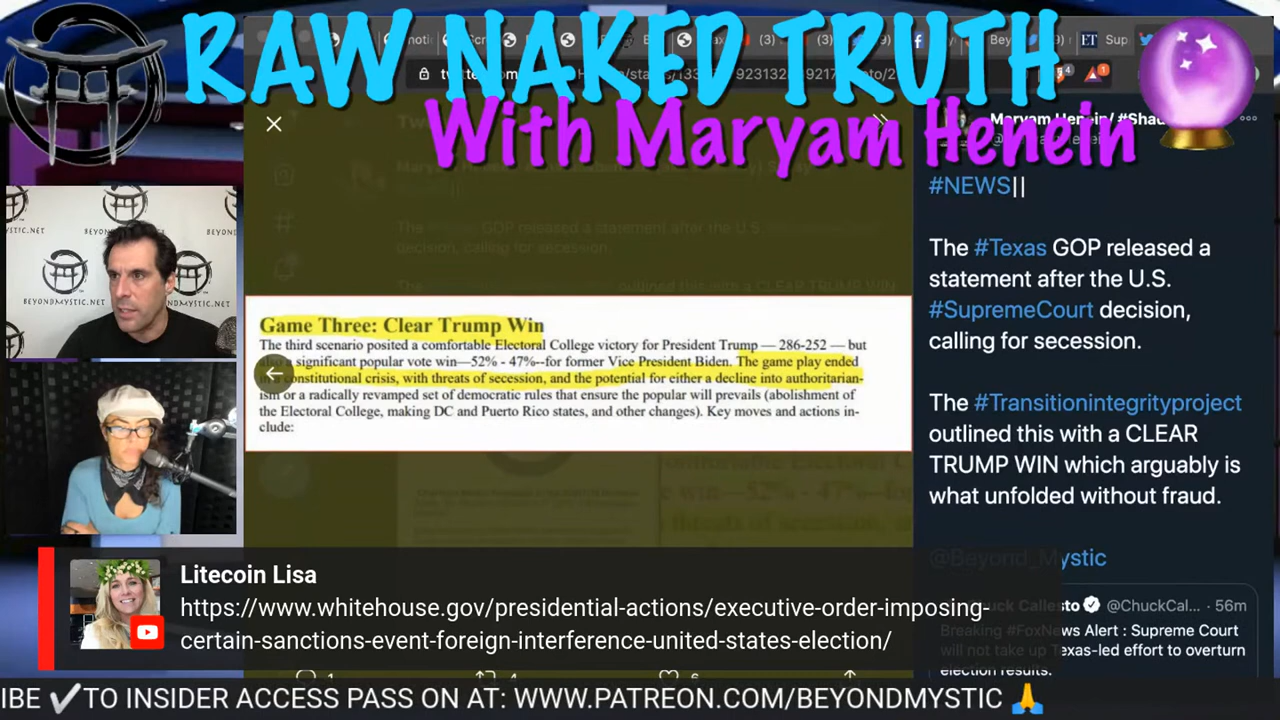 RAW NAKED TRUTH
With Maryam Henein
BEYONDMYSTIC.NET
Maryam Henein/
#NEWS||
The #Texas GOP released a
statement after the U.S.
#SupremeCourt decision,
calling for secession.
The #Transitionintegrityproject
outlined this with a CLEAR
TRUMP WIN which arguably is
what unfolded without fraud.
@Beyond_Mystic
Chuck Callesto @ChuckCal... · 56m
Breaking #FoxNews Alert : Supreme Court
will not take up Texas-led effort to overturn
election results.
Game Three: Clear Trump Win
The third scenario posited a comfortable Electoral College victory for President Trump — 286-252 — but
also a significant popular vote win—52% - 47%--for former Vice President Biden. The game play ended
in a constitutional crisis, with threats of secession, and the potential for either a decline into authoritarian-
ism or a radically revamped set of democratic rules that ensure the popular will prevails (abolishment of
the Electoral College, making DC and Puerto Rico states, and other changes). Key moves and actions in-
clude:
Litecoin Lisa
https://www.whitehouse.gov/presidential-actions/executive-order-imposing-
certain-sanctions-event-foreign-interference-united-states-election/
IBE ✔TO INSIDER ACCESS PASS ON AT: WWW.PATREON.COM/BEYONDMYSTIC 🙏